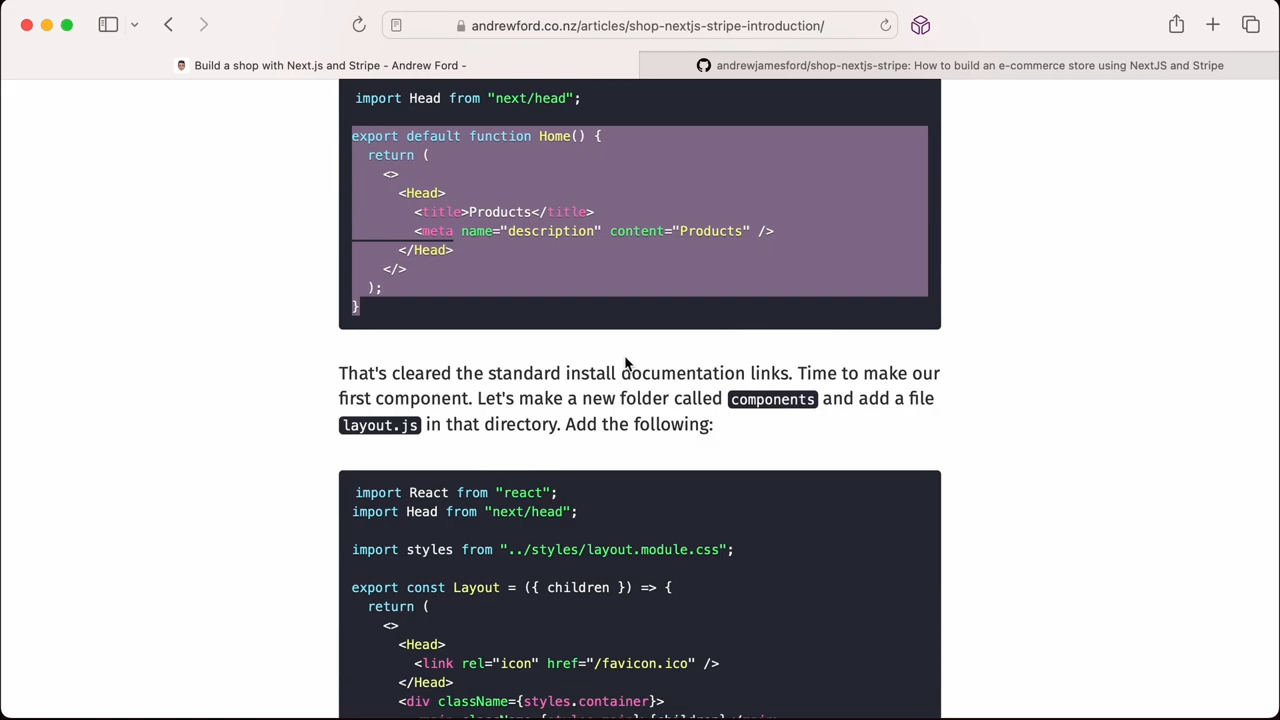 andrewford.co.nz/articles/shop-nextjs-stripe-introduction/
Build a shop with Next.js and Stripe - Andrew Ford -
andrewjamesford/shop-nextjs-stripe: How to build an e-commerce store using NextJS and Stripe
import Head from "next/head";
export default function Home() {
return (
<>
<Head>
<title>Products</title>
<meta name="description" content="Products" />
</Head>
</>
);
}
That's cleared the standard install documentation links. Time to make our
first component. Let's make a new folder called components and add a file
layout.js in that directory. Add the following:
import React from "react";
import Head from "next/head";
import styles from "../styles/layout.module.css";
export const Layout = ({ children }) => {
return (
<>
<Head>
<link rel="icon" href="/favicon.ico" />
</Head>
<div className={styles.container}>